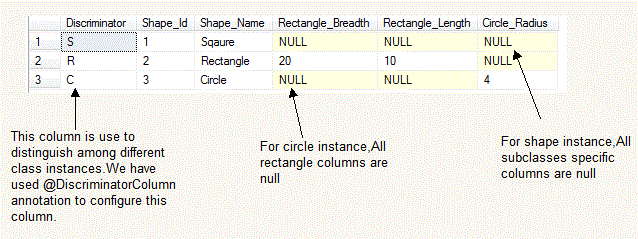 Discriminator Shape_Id Shape_Name Rectangle_Breadth Rectangle_Length Circle_Radius
1 S 1 Sqaure NULL NULL NULL
2 R 2 Rectangle 20 10 NULL
3 C 3 Circle NULL NULL 4
This column is use to
distinguish among different
class instances.We have
used @DiscriminatorColumn
annotation to configure this
column.
For circle instance,All
rectangle columns are
null
For shape instance,All
subclasses specific
columns are null